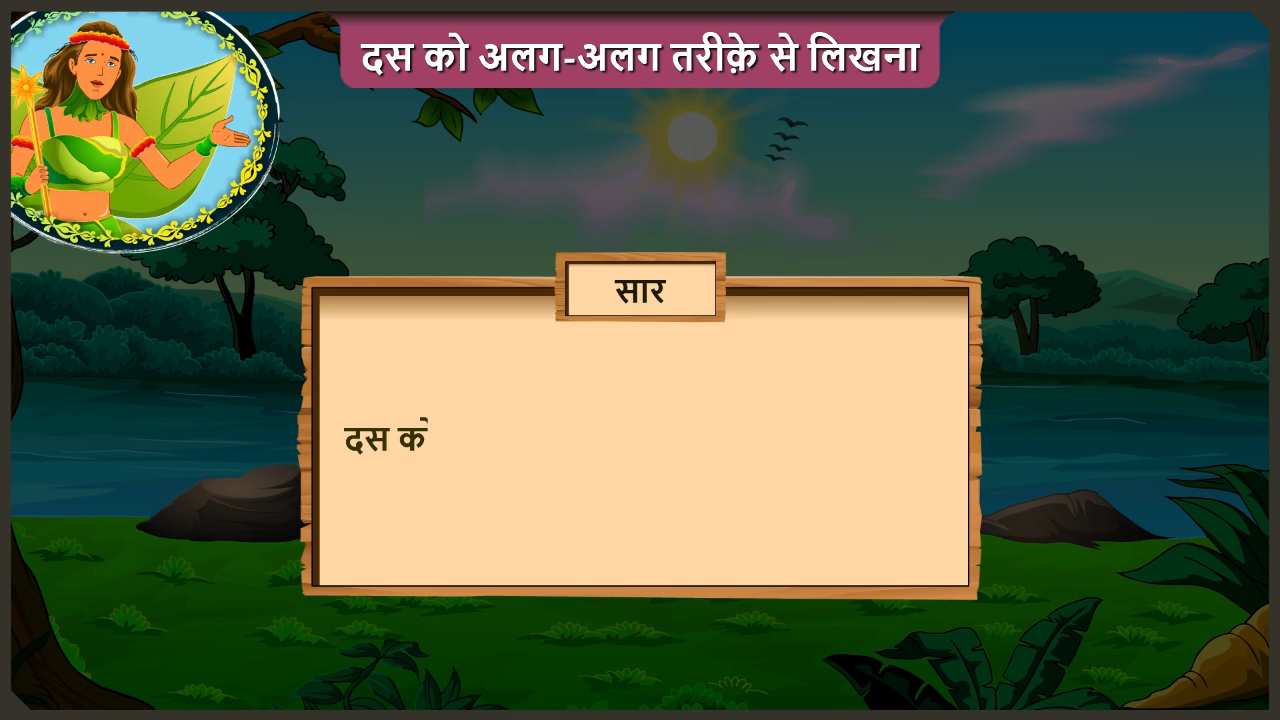 दस को अलग-अलग तरीक़े से लिखना
सार
दस को